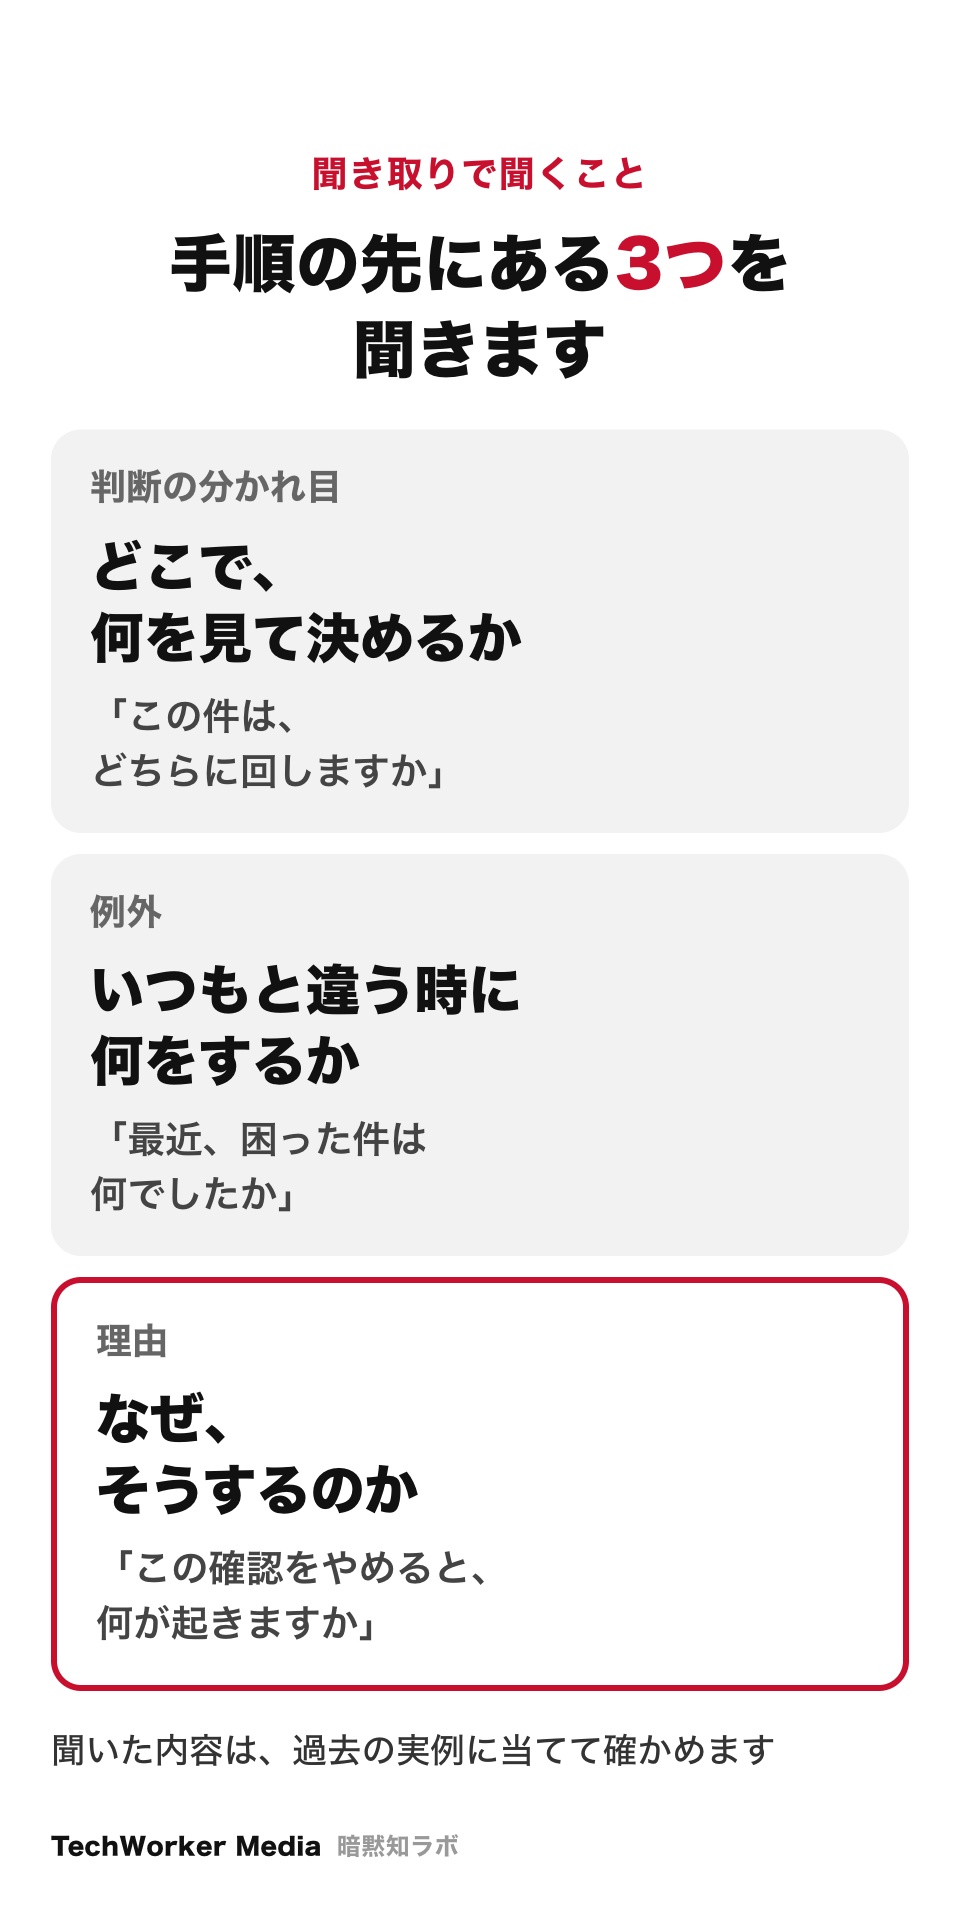 聞き取りで聞くこと
手順の先にある3つを
聞きます
判断の分かれ目
どこで、
何を見て決めるか
「この件は、
どちらに回しますか」
例外
いつもと違う時に
何をするか
「最近、困った件は
何でしたか」
理由
なぜ、
そうするのか
「この確認をやめると、
何が起きますか」
聞いた内容は、過去の実例に当てて確かめます
TechWorker Media 暗黙知ラボ